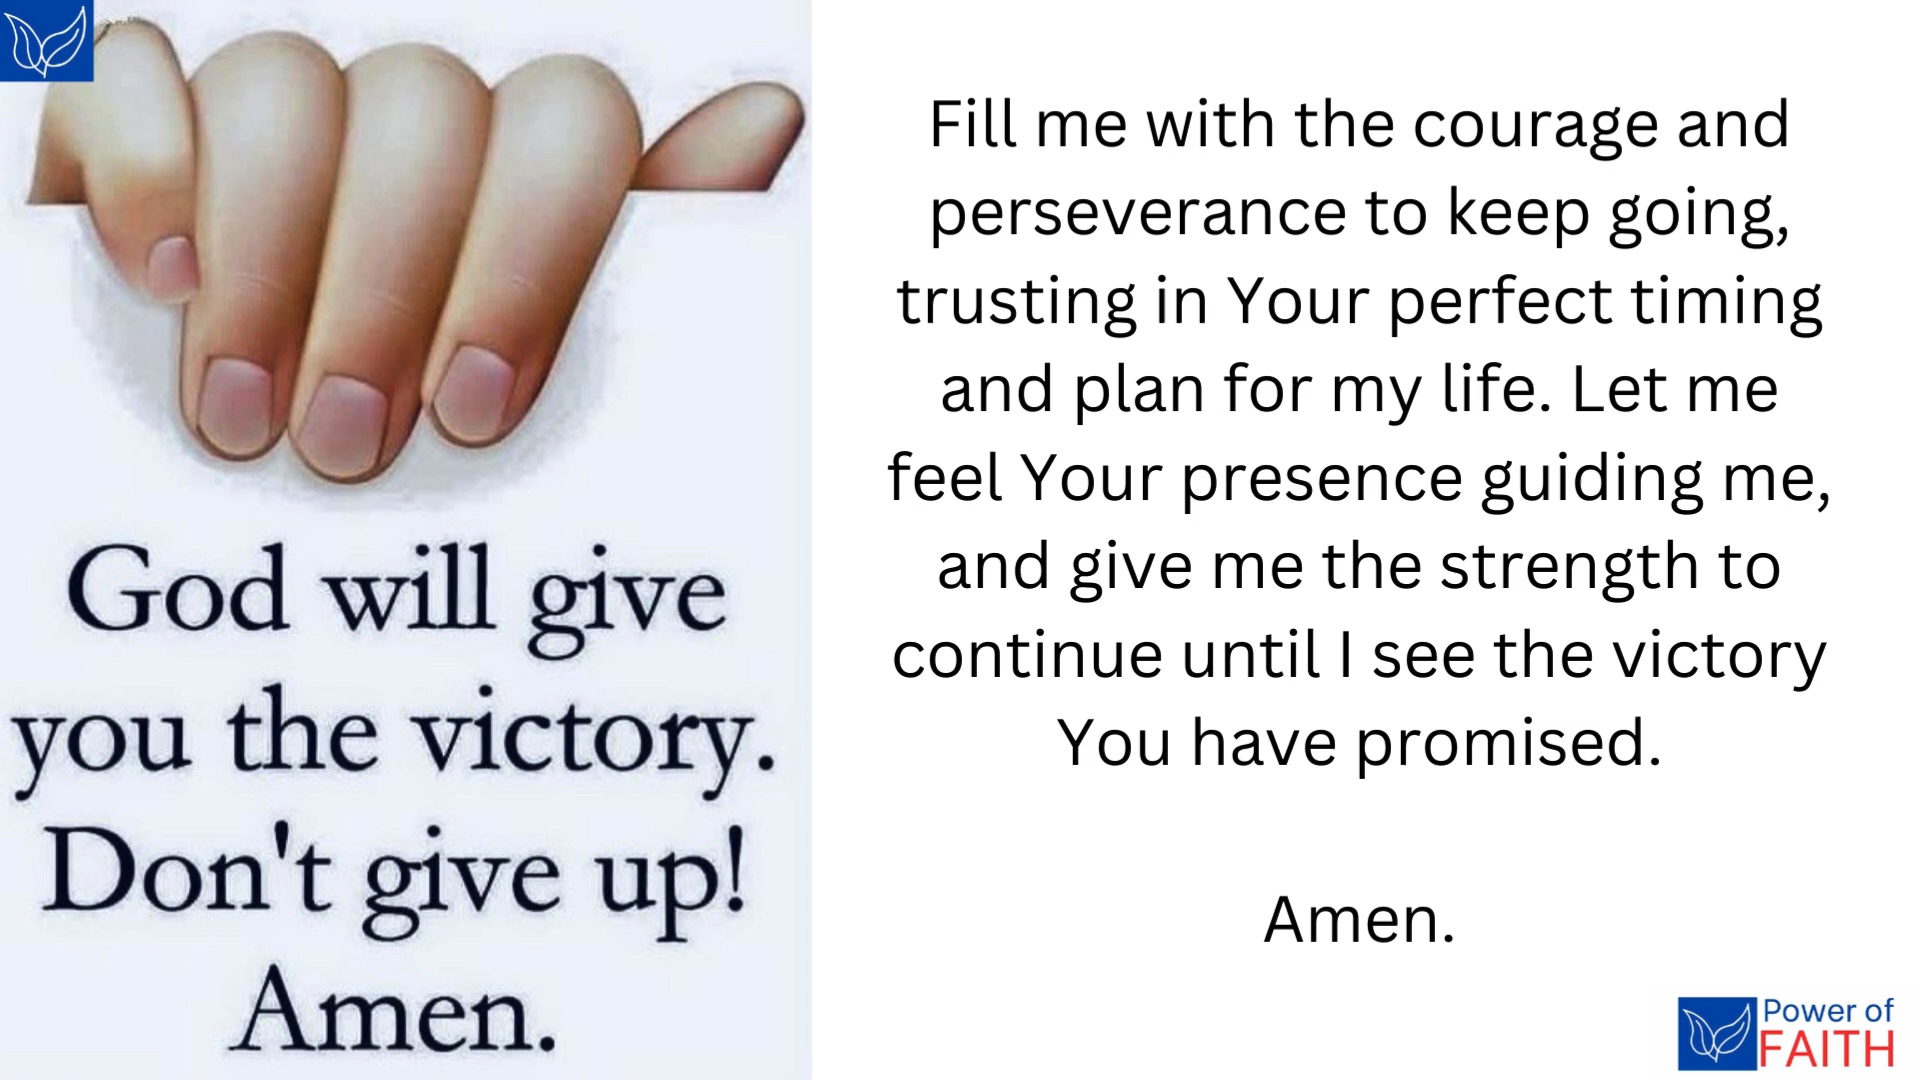 God will give
you the victory.
Don't give up!
Amen.
Fill me with the courage and
perseverance to keep going,
trusting in Your perfect timing
and plan for my life. Let me
feel Your presence guiding me,
and give me the strength to
continue until I see the victory
You have promised.
Amen.
Power of
FAITH